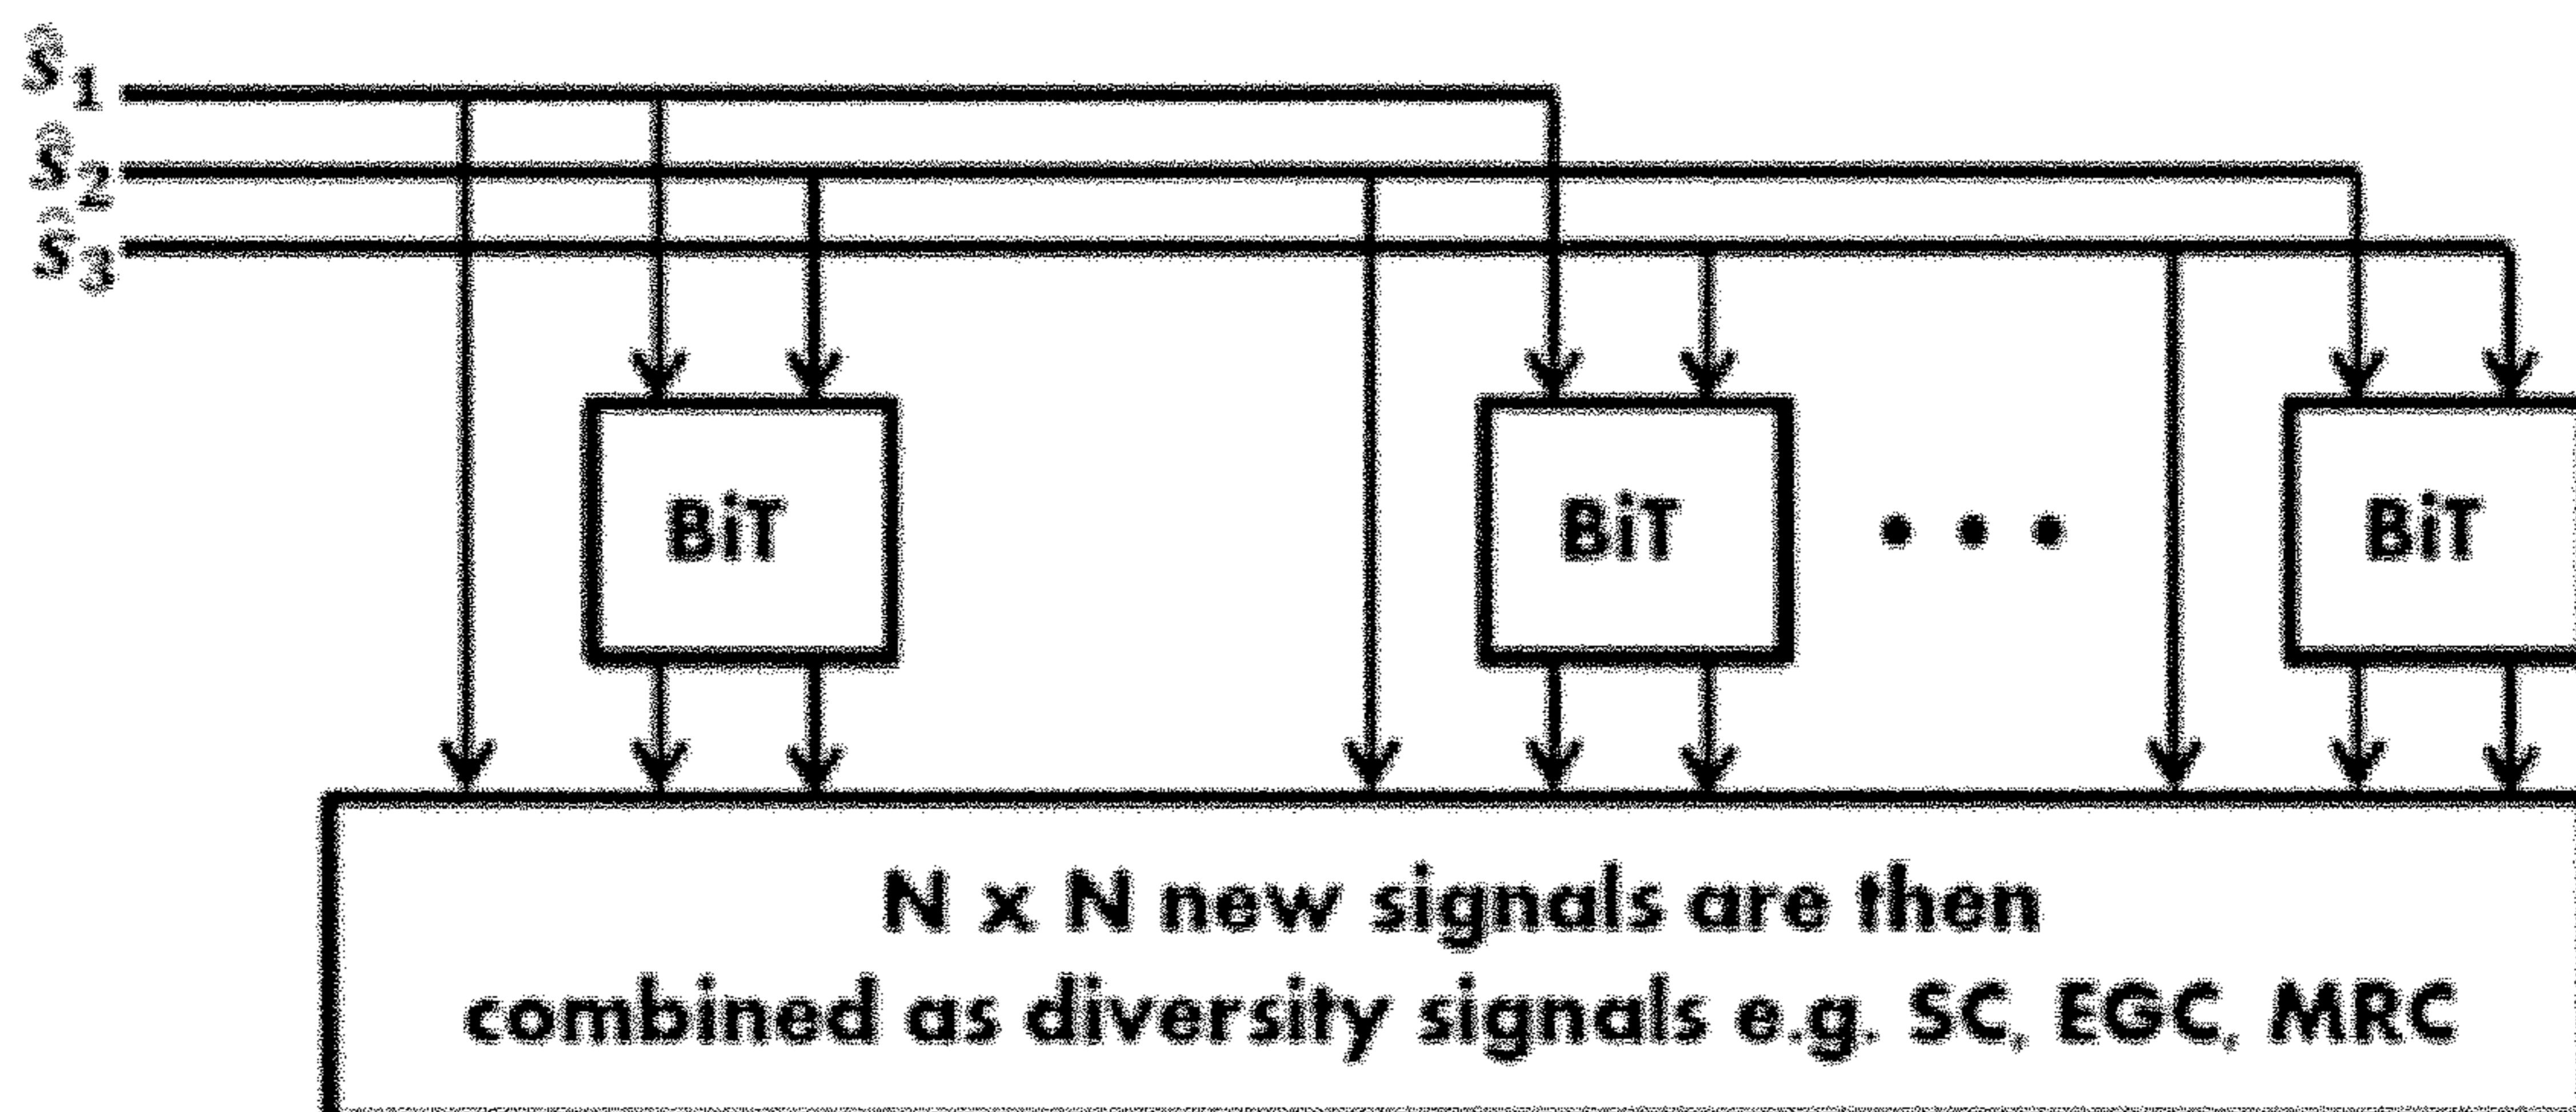 ŝ1
ŝ2
ŝ3
BiT BiT • • • BiT
N x N new signals are then
combined as diversity signals e.g. SC, EGC, MRC